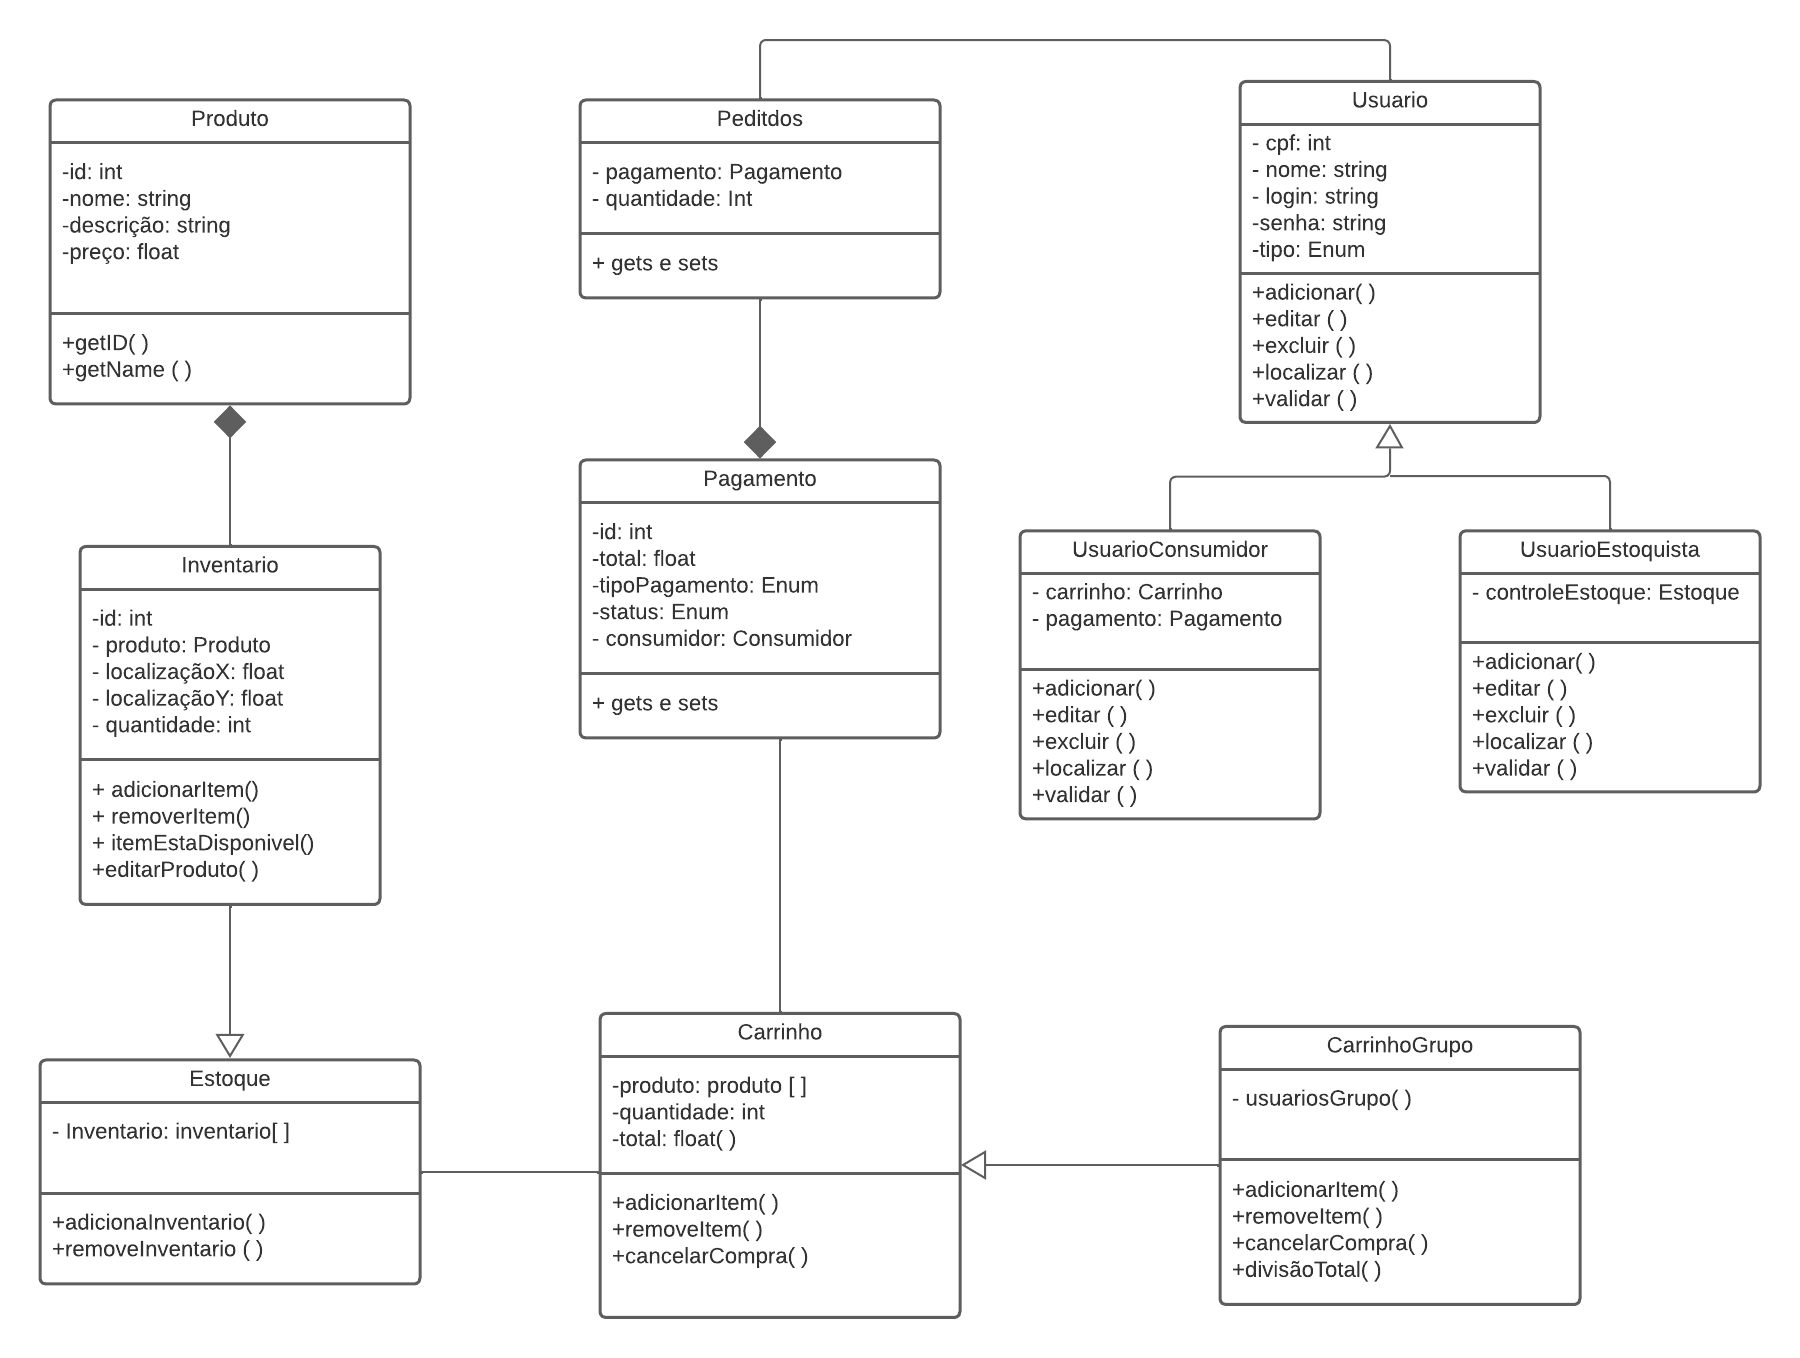 Produto
-id: int
-nome: string
-descrição: string
-preço: float
+getID( )
+getName ( )
Peditdos
- pagamento: Pagamento
- quantidade: Int
+ gets e sets
Usuario
- cpf: int
- nome: string
- login: string
-senha: string
-tipo: Enum
+adicionar( )
+editar ( )
+excluir ( )
+localizar ( )
+validar ( )
Inventario
-id: int
- produto: Produto
- localizaçãoX: float
- localizaçãoY: float
- quantidade: int
+ adicionarItem()
+ removerItem()
+ itemEstaDisponivel()
+editarProduto( )
Pagamento
-id: int
-total: float
-tipoPagamento: Enum
-status: Enum
- consumidor: Consumidor
+ gets e sets
UsuarioConsumidor
- carrinho: Carrinho
- pagamento: Pagamento
+adicionar( )
+editar ( )
+excluir ( )
+localizar ( )
+validar ( )
UsuarioEstoquista
- controleEstoque: Estoque
+adicionar( )
+editar ( )
+excluir ( )
+localizar ( )
+validar ( )
Estoque
- Inventario: inventario[ ]
+adicionaInventario( )
+removeInventario ( )
Carrinho
-produto: produto [ ]
-quantidade: int
-total: float( )
+adicionarItem( )
+removeItem( )
+cancelarCompra( )
CarrinhoGrupo
- usuariosGrupo( )
+adicionarItem( )
+removeItem( )
+cancelarCompra( )
+divisãoTotal( )